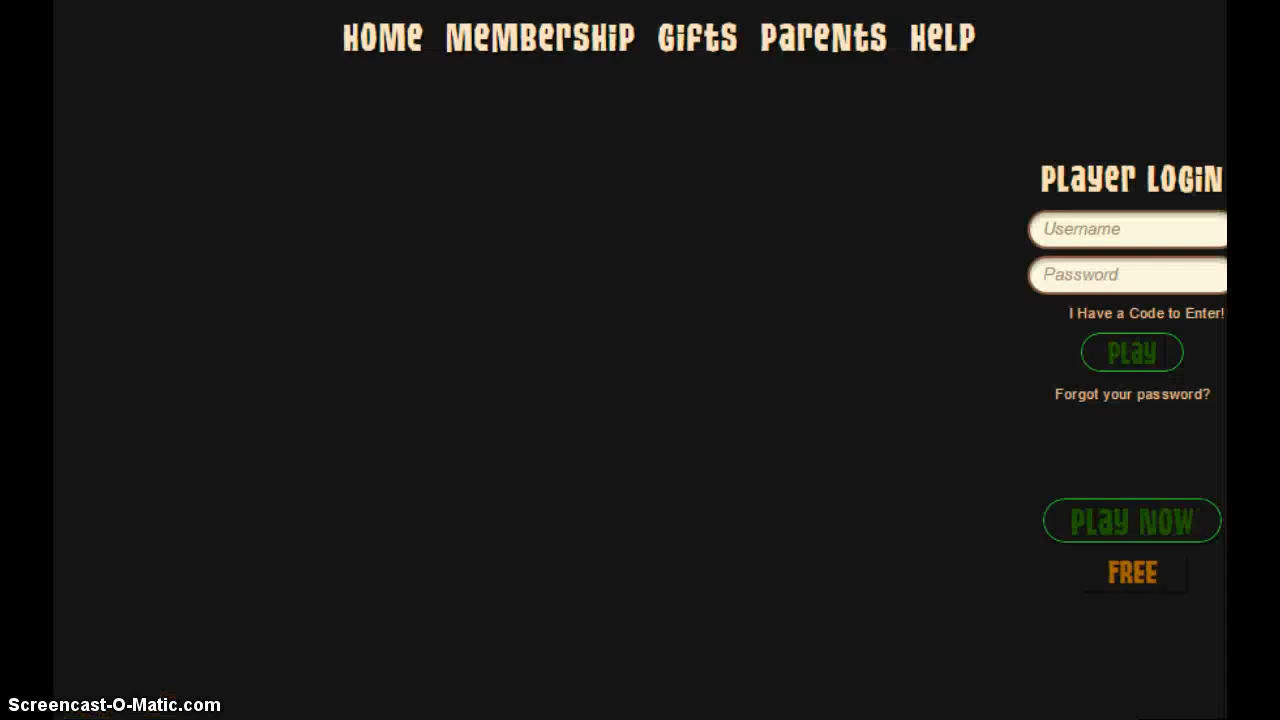 HOME MEMBERSHIP GIFTS PARENTS HELP
PLAYER LOGIN
Username
Password
I Have a Code to Enter!
PLAY
Forgot your password?
PLAY NOW
FREE
Screencast-O-Matic.com